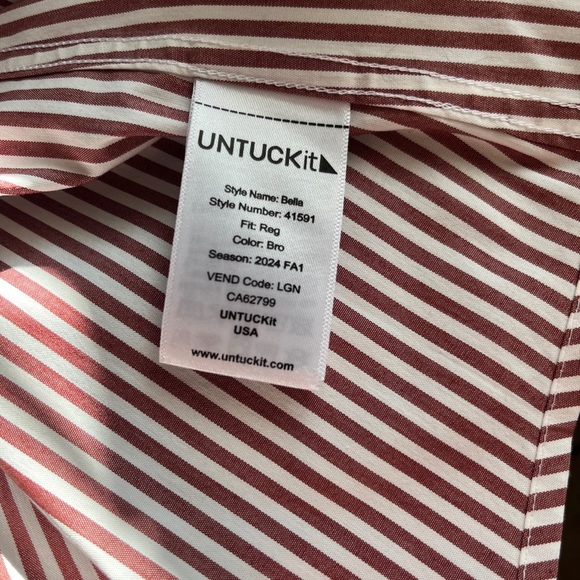 UNTUCKit
Style Name: Bella
Style Number: 41591
Fit: Reg
Color: Bro
Season: 2024 FA1
VEND Code: LGN
CA62799
UNTUCKit
USA
www.untuckit.com